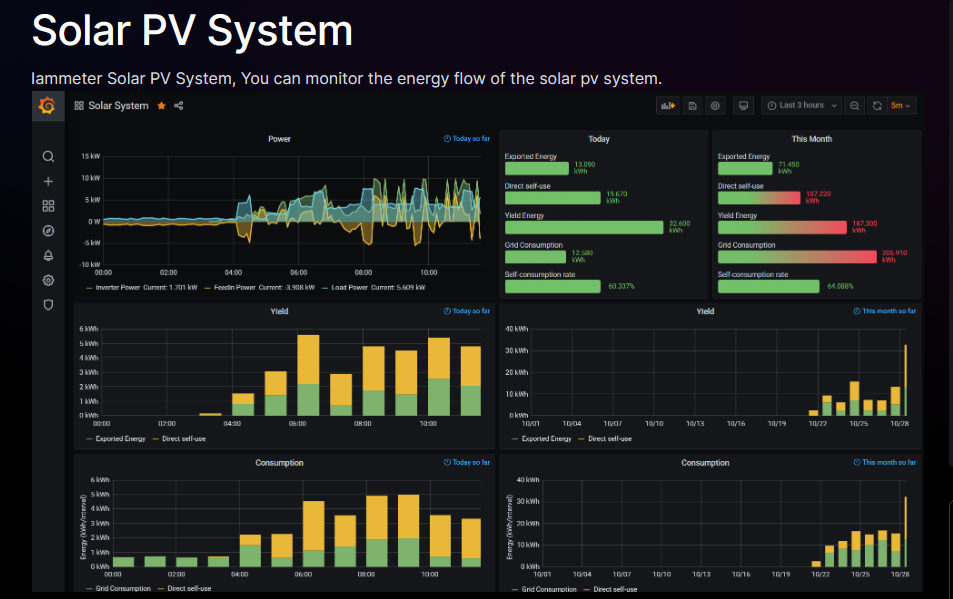 Solar PV System
Iammeter Solar PV System, You can monitor the energy flow of the solar pv system.
Solar System
Last 3 hours
5m
Power
Today so far
15 kW
10 kW
5 kW
0 W
-5 kW
-10 kW
00:00 02:00 04:00 06:00 08:00 10:00
Inverter Power Current: 1.701 kW FeedIn Power Current: -3.908 kW Load Power Current: 5.609 kW
Today
Exported Energy
13.090 kWh
Direct self-use
19.670 kWh
Yield Energy
32.600 kWh
Grid Consumption
12.580 kWh
Self-consumption rate
60.337%
This Month
Exported Energy
71.450 kWh
Direct self-use
107.220 kWh
Yield Energy
167.300 kWh
Grid Consumption
205.910 kWh
Self-consumption rate
64.088%
Yield
Today so far
6 kWh
5 kWh
4 kWh
3 kWh
2 kWh
1 kWh
0 kWh
00:00 02:00 04:00 06:00 08:00 10:00
Exported Energy Direct self-use
Yield
This month so far
40 kWh
30 kWh
20 kWh
10 kWh
0 kWh
10/01 10/04 10/07 10/10 10/13 10/16 10/19 10/22 10/25 10/28
Exported Energy Direct self-use
Consumption
Today so far
Energy (kWh/interval)
6 kWh
5 kWh
4 kWh
3 kWh
2 kWh
1 kWh
0 kWh
00:00 02:00 04:00 06:00 08:00 10:00
Grid Consumption Direct self-use
Consumption
This month so far
Energy (kWh/interval)
40 kWh
30 kWh
20 kWh
10 kWh
0 kWh
10/01 10/04 10/07 10/10 10/13 10/16 10/19 10/22 10/25 10/28
Grid Consumption Direct self-use